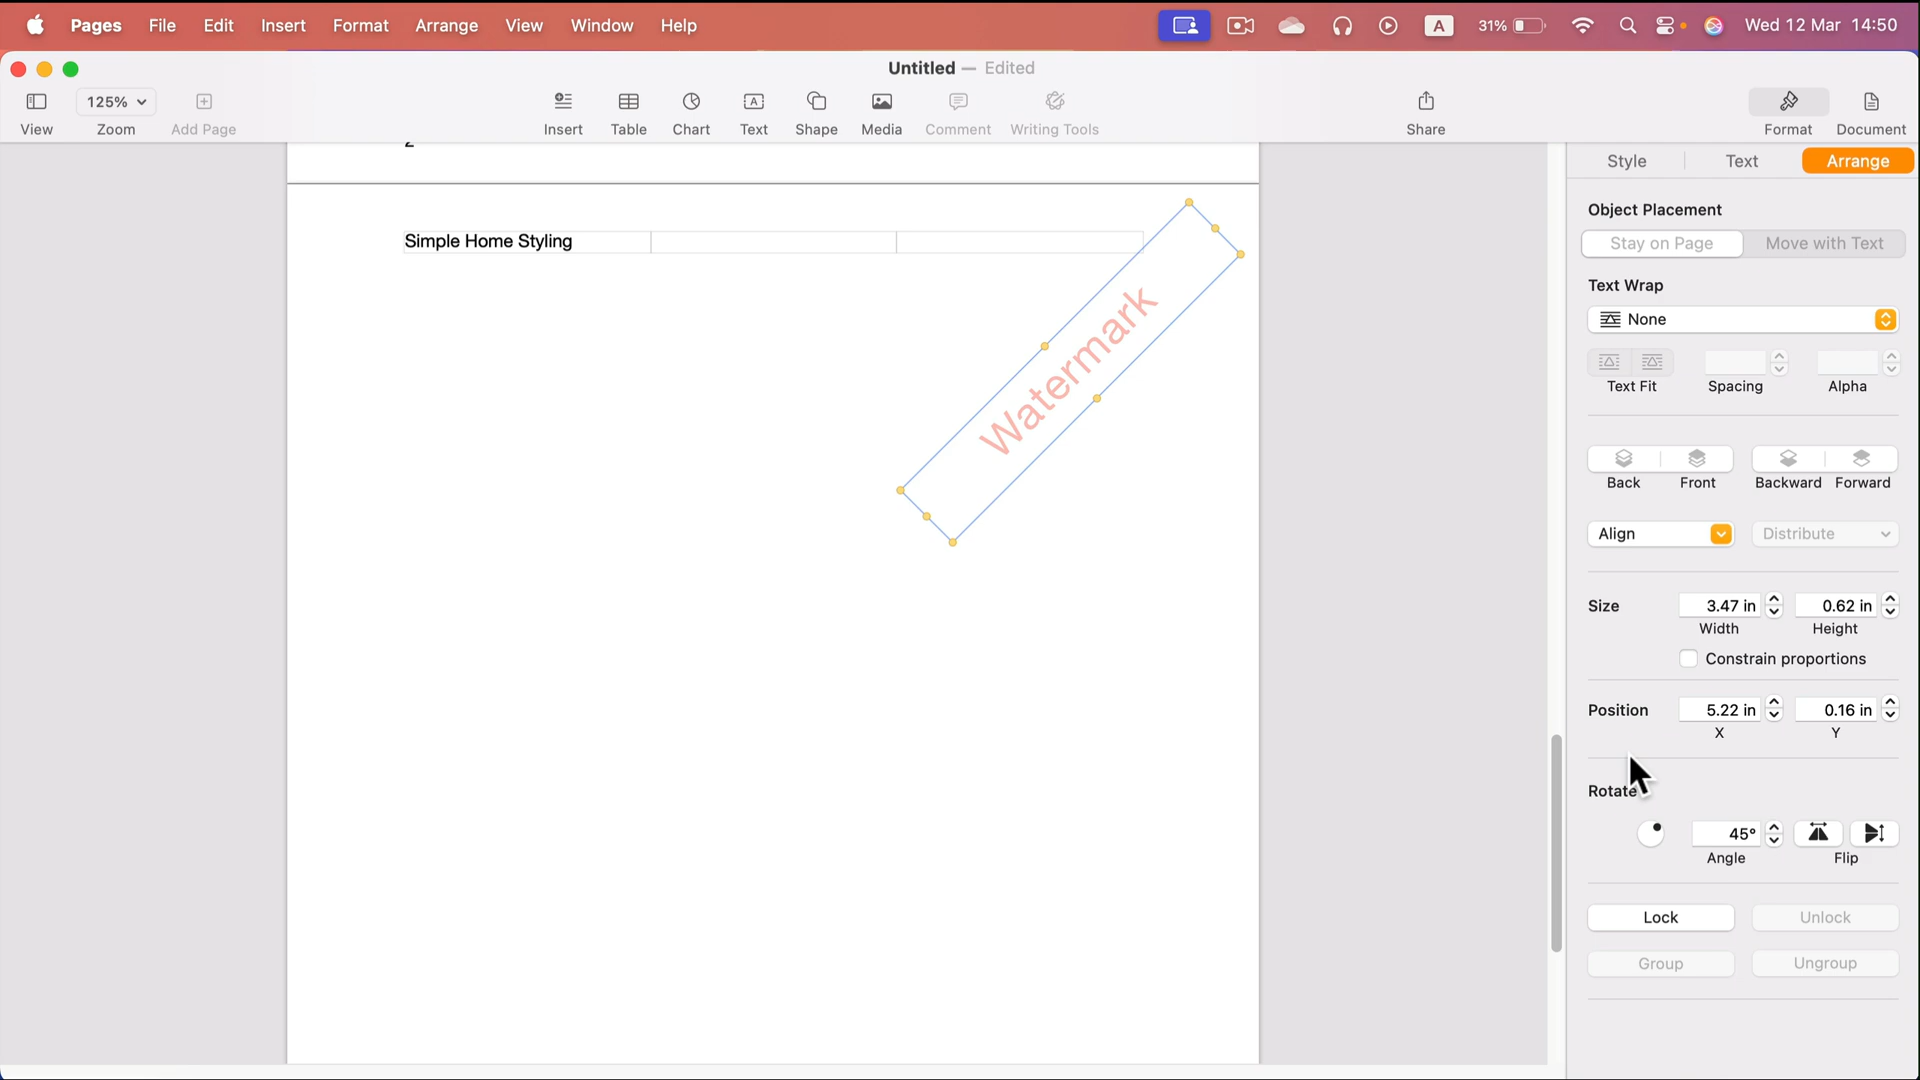 Pages File Edit Insert Format Arrange View Window Help A 31% Wed 12 Mar 14:50
Untitled — Edited
125%
View Zoom Add Page Insert Table Chart Text Shape Media Comment Writing Tools Share Format Document
Style Text Arrange
Simple Home Styling
Watermark
Object Placement
Stay on Page Move with Text
Text Wrap
None
Text Fit Spacing Alpha
Back Front Backward Forward
Align Distribute
Size 3.47 in 0.62 in
Width Height
Constrain proportions
Position 5.22 in 0.16 in
X Y
Rotate
45°
Angle Flip
Lock Unlock
Group Ungroup